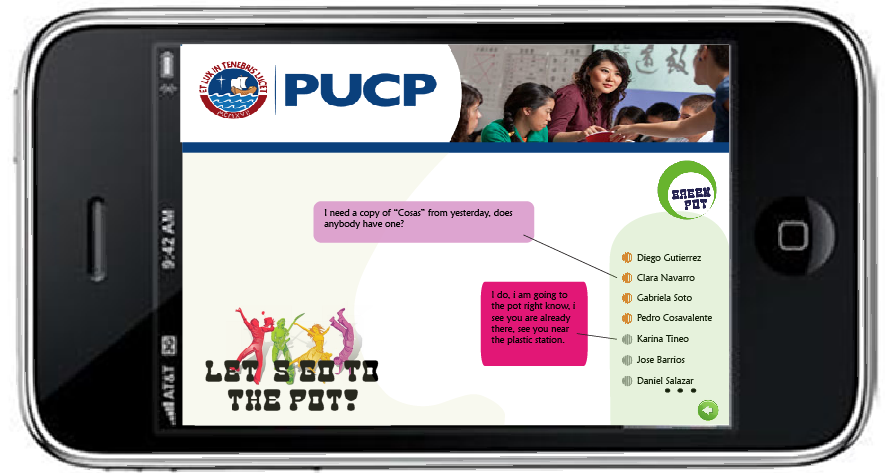 ET LUX IN TENEBRIS LUCET
MCMXVII
PUCP
GREEN
POT
I need a copy of “Cosas” from yesterday, does
anybody have one?
Diego Gutierrez
Clara Navarro
Gabriela Soto
Pedro Cosavalente
Karina Tineo
Jose Barrios
Daniel Salazar
I do, i am going to
the pot right know, i
see you are already
there, see you near
the plastic station.
LET´S GO TO
THE POT!
9:42 AM
AT&T